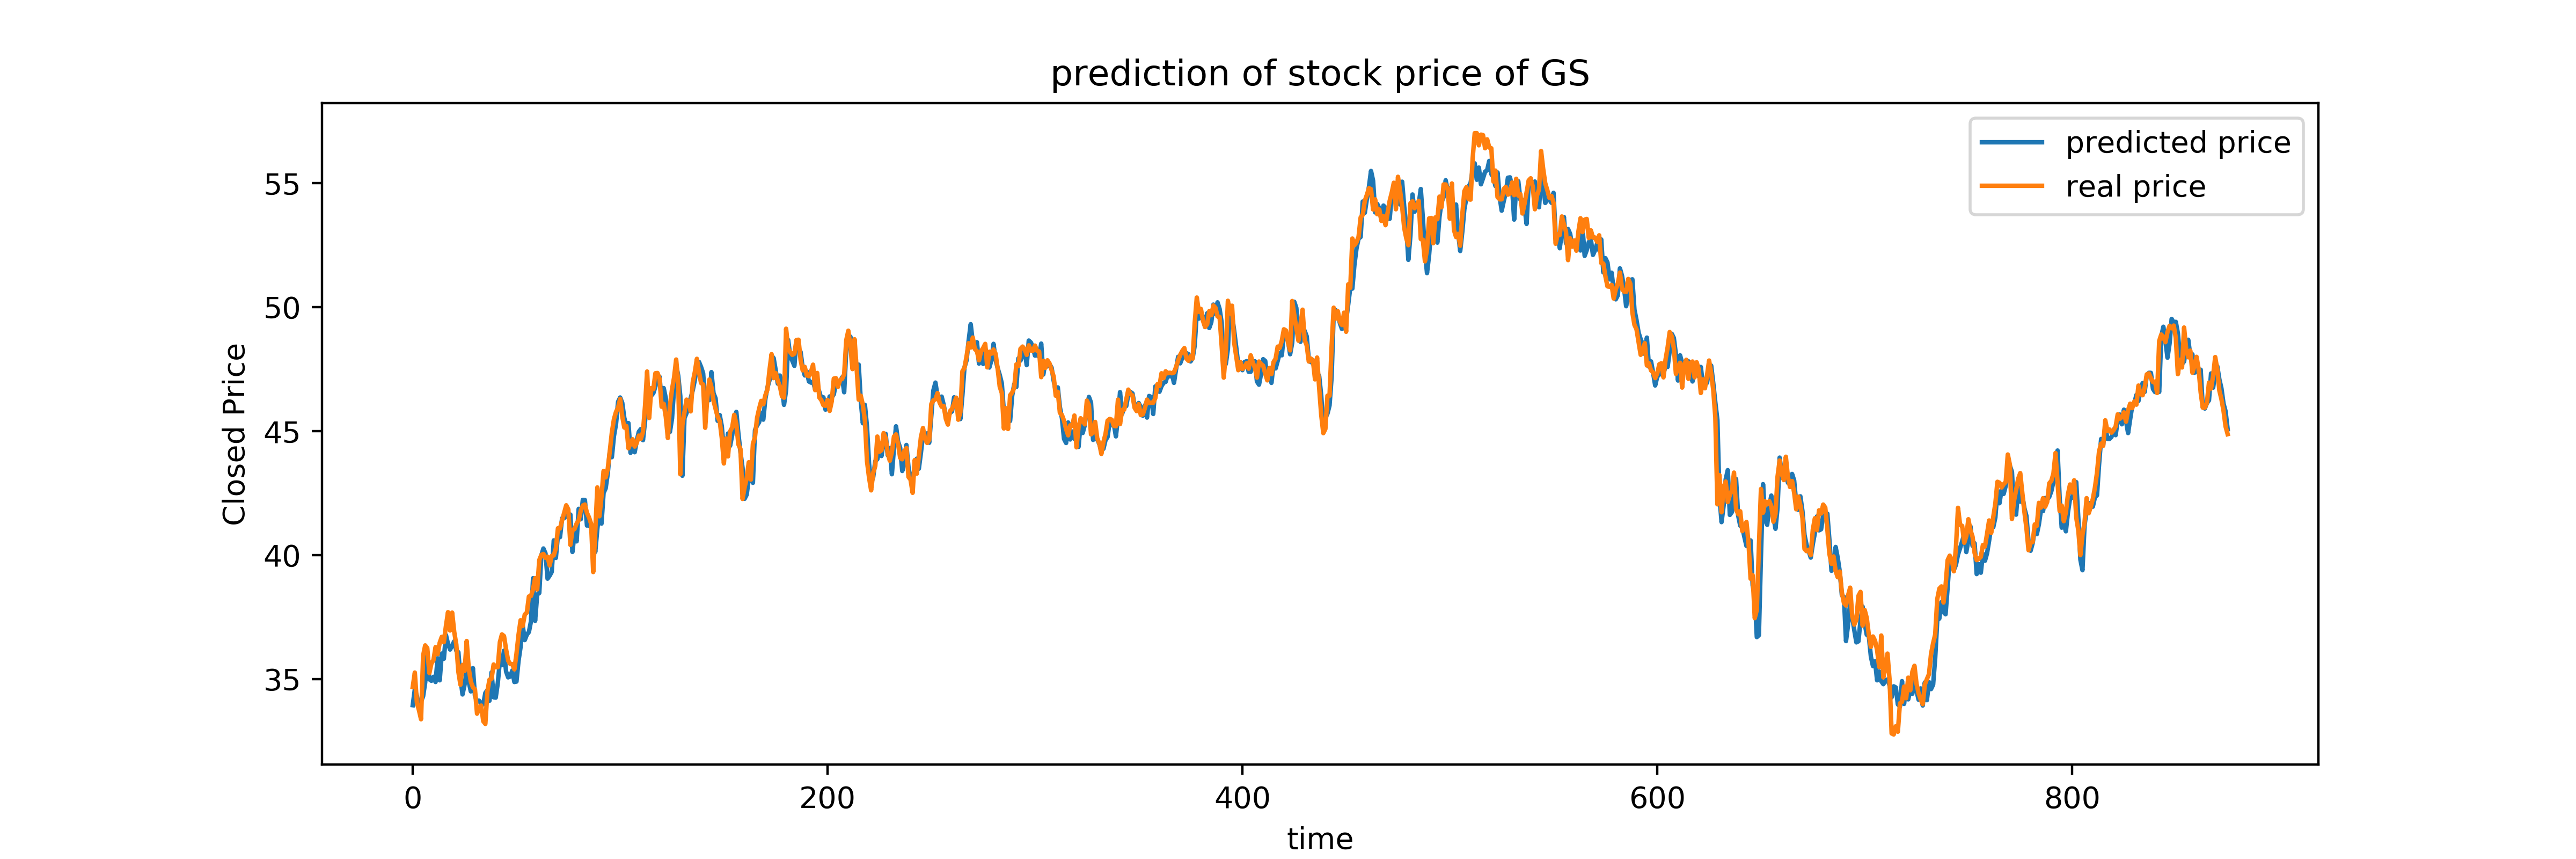 prediction of stock price of GS
predicted price
real price
55
50
45
40
35
Closed Price
0 200 400 600 800
time